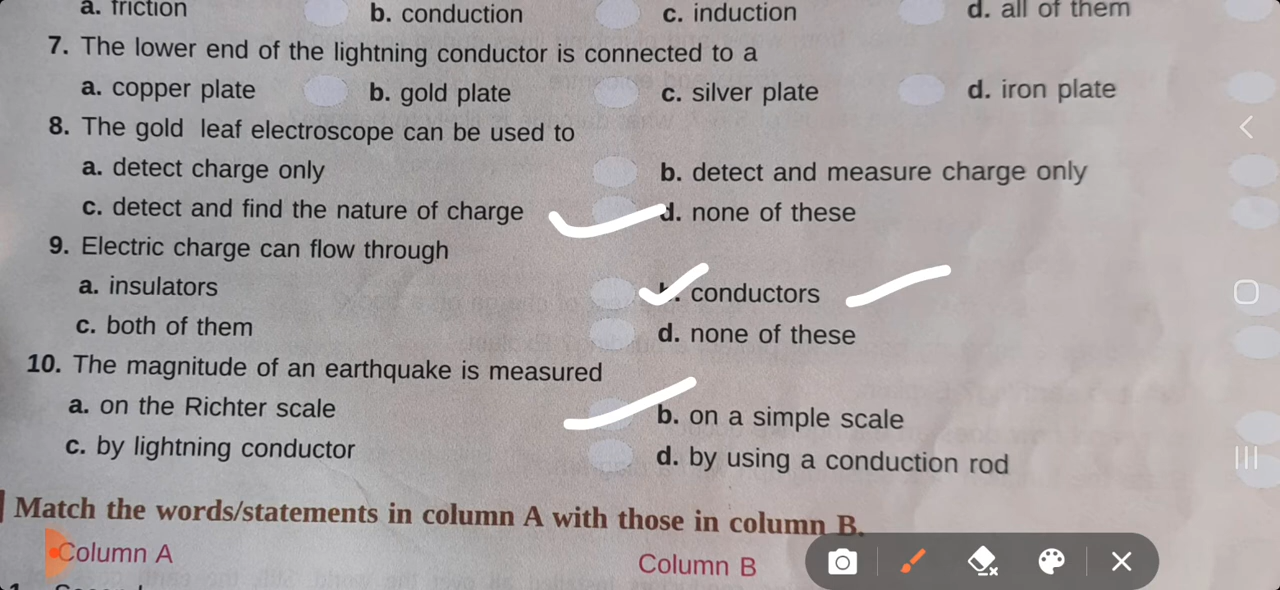 a. friction b. conduction c. induction d. all of them
7. The lower end of the lightning conductor is connected to a
a. copper plate b. gold plate c. silver plate d. iron plate
8. The gold leaf electroscope can be used to
a. detect charge only b. detect and measure charge only
c. detect and find the nature of charge d. none of these
9. Electric charge can flow through
a. insulators b. conductors
c. both of them d. none of these
10. The magnitude of an earthquake is measured
a. on the Richter scale b. on a simple scale
c. by lightning conductor d. by using a conduction rod
Match the words/statements in column A with those in column B.
Column A Column B